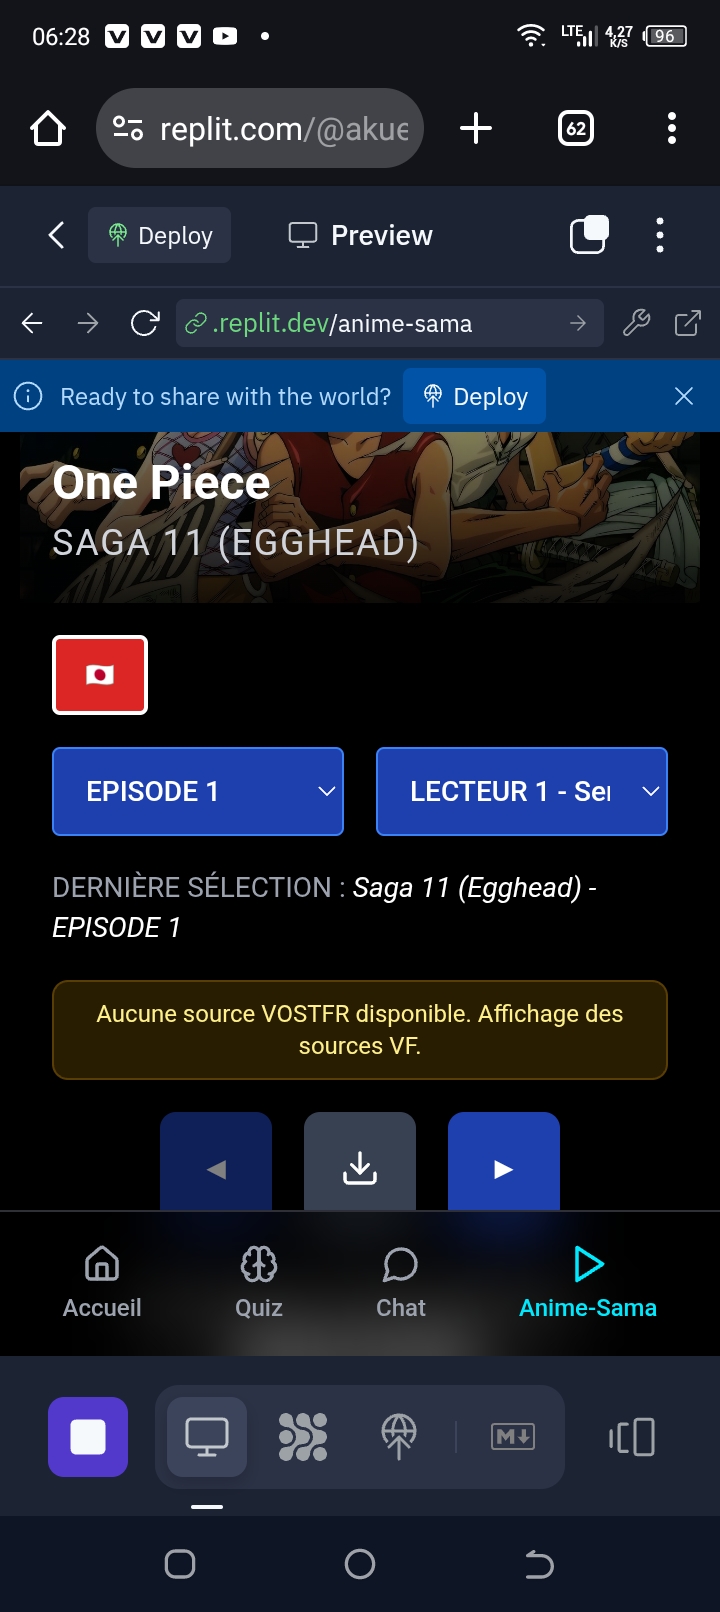 06:28
LTE 4,27 K/S 96
replit.com/@akue
62
Deploy
Preview
.replit.dev/anime-sama
Ready to share with the world?
Deploy
One Piece
SAGA 11 (EGGHEAD)
EPISODE 1
LECTEUR 1 - Ser
DERNIÈRE SÉLECTION : Saga 11 (Egghead) -
EPISODE 1
Aucune source VOSTFR disponible. Affichage des
sources VF.
Accueil
Quiz
Chat
Anime-Sama
M